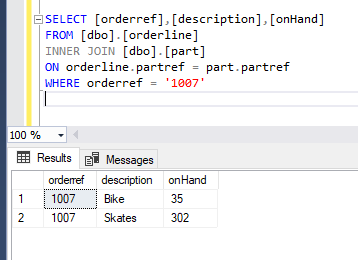 SELECT [orderref],[description],[onHand]
FROM [dbo].[orderline]
INNER JOIN [dbo].[part]
ON orderline.partref = part.partref
WHERE orderref = '1007'
100 %
Results Messages
orderref description onHand
1 1007 Bike 35
2 1007 Skates 302